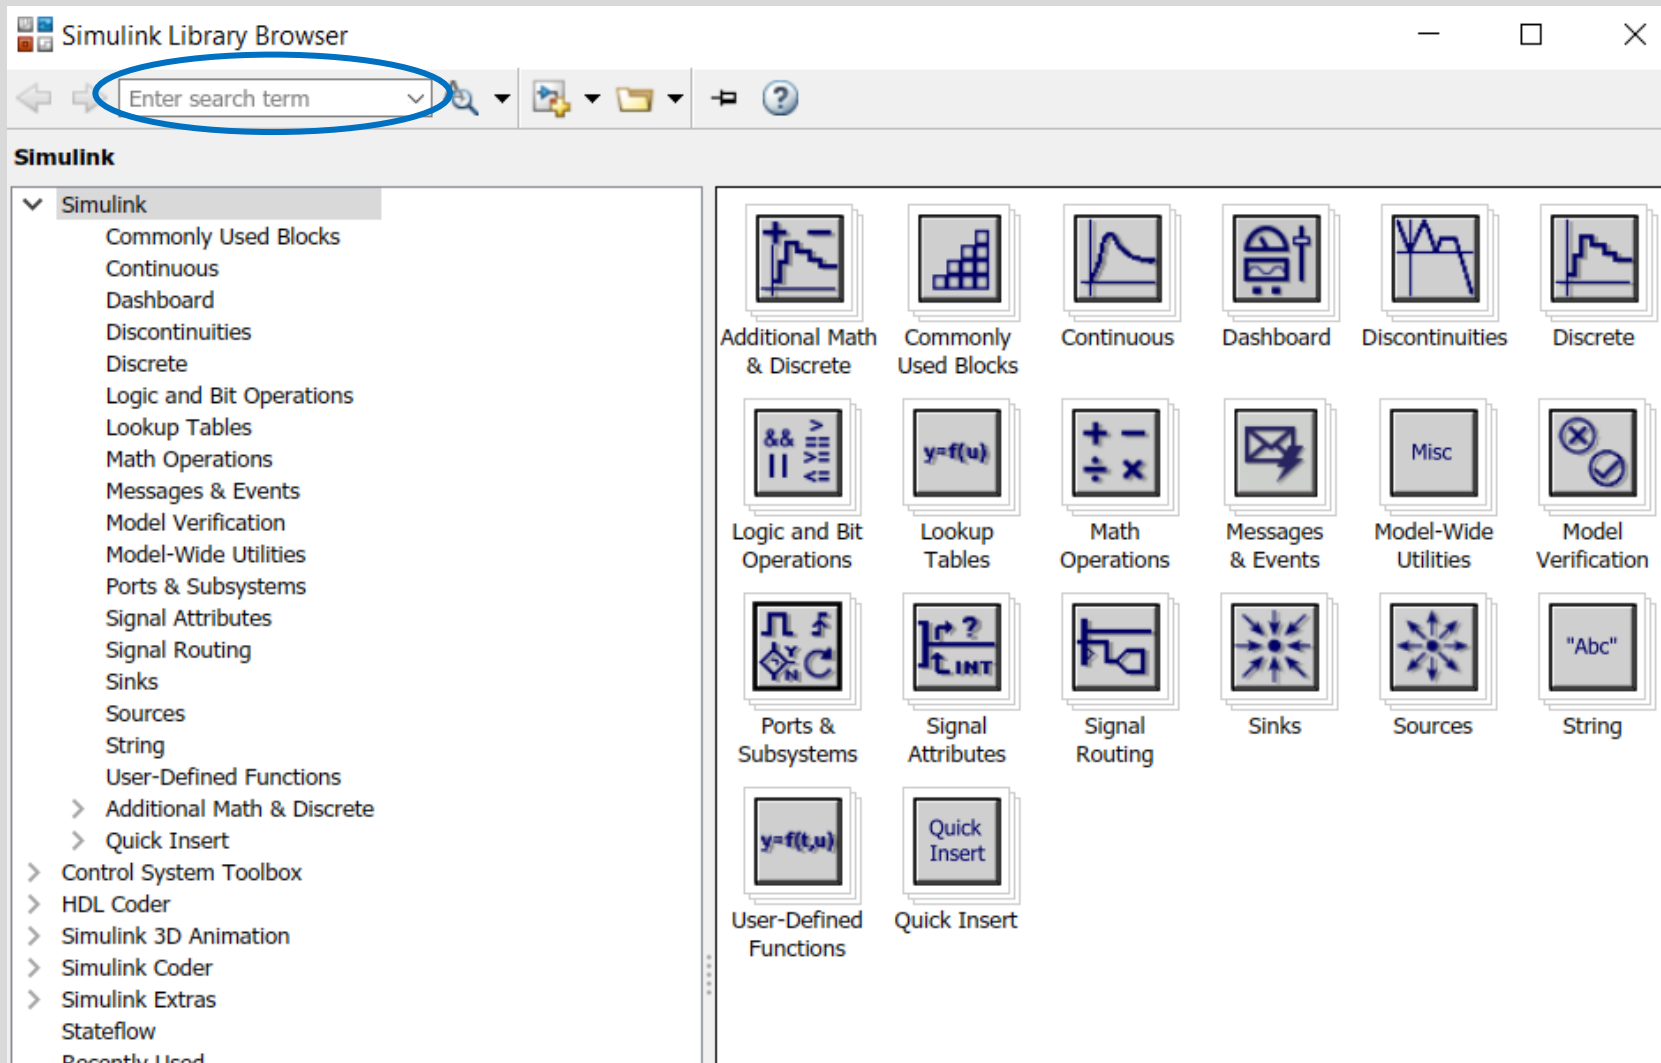 Simulink Library Browser
Enter search term
Simulink
Simulink
Commonly Used Blocks
Continuous
Dashboard
Discontinuities
Discrete
Logic and Bit Operations
Lookup Tables
Math Operations
Messages & Events
Model Verification
Model-Wide Utilities
Ports & Subsystems
Signal Attributes
Signal Routing
Sinks
Sources
String
User-Defined Functions
Additional Math & Discrete
Quick Insert
Control System Toolbox
HDL Coder
Simulink 3D Animation
Simulink Coder
Simulink Extras
Stateflow
Recently Used
Additional Math
& Discrete
Commonly
Used Blocks
Continuous
Dashboard
Discontinuities
Discrete
&& >
== 
|| >=
<=
Logic and Bit
Operations
y=f(u)
Lookup
Tables
+ −
÷ ×
Math
Operations
Messages
& Events
Misc
Model-Wide
Utilities
Model
Verification
Y
N
Ports &
Subsystems
?
INT
Signal
Attributes
Signal
Routing
Sinks
Sources
"Abc"
String
y=f(t,u)
User-Defined
Functions
Quick
Insert
Quick Insert